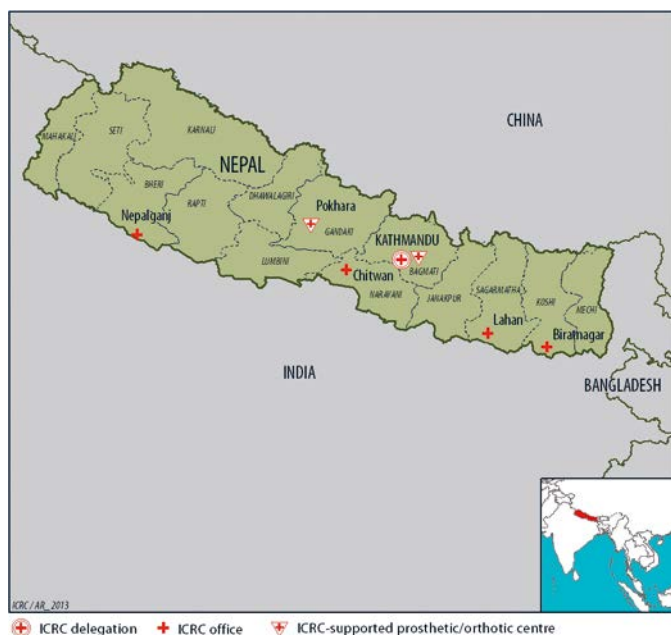 CHINA
MAHAKALI
SETI
KARNALI
NEPAL
BHERI
RAPTI
DHAWALAGIRI
Pokhara
GANDAKI
Nepalganj
KATHMANDU
BAGMATI
LUMBINI
Chitwan
NARAYANI
JANAKPUR
SAGARMATHA
KOSHI
MECHI
Lahan
Biratnagar
INDIA
BANGLADESH
ICRC / AR_2013
ICRC delegation ICRC office ICRC-supported prosthetic/orthotic centre